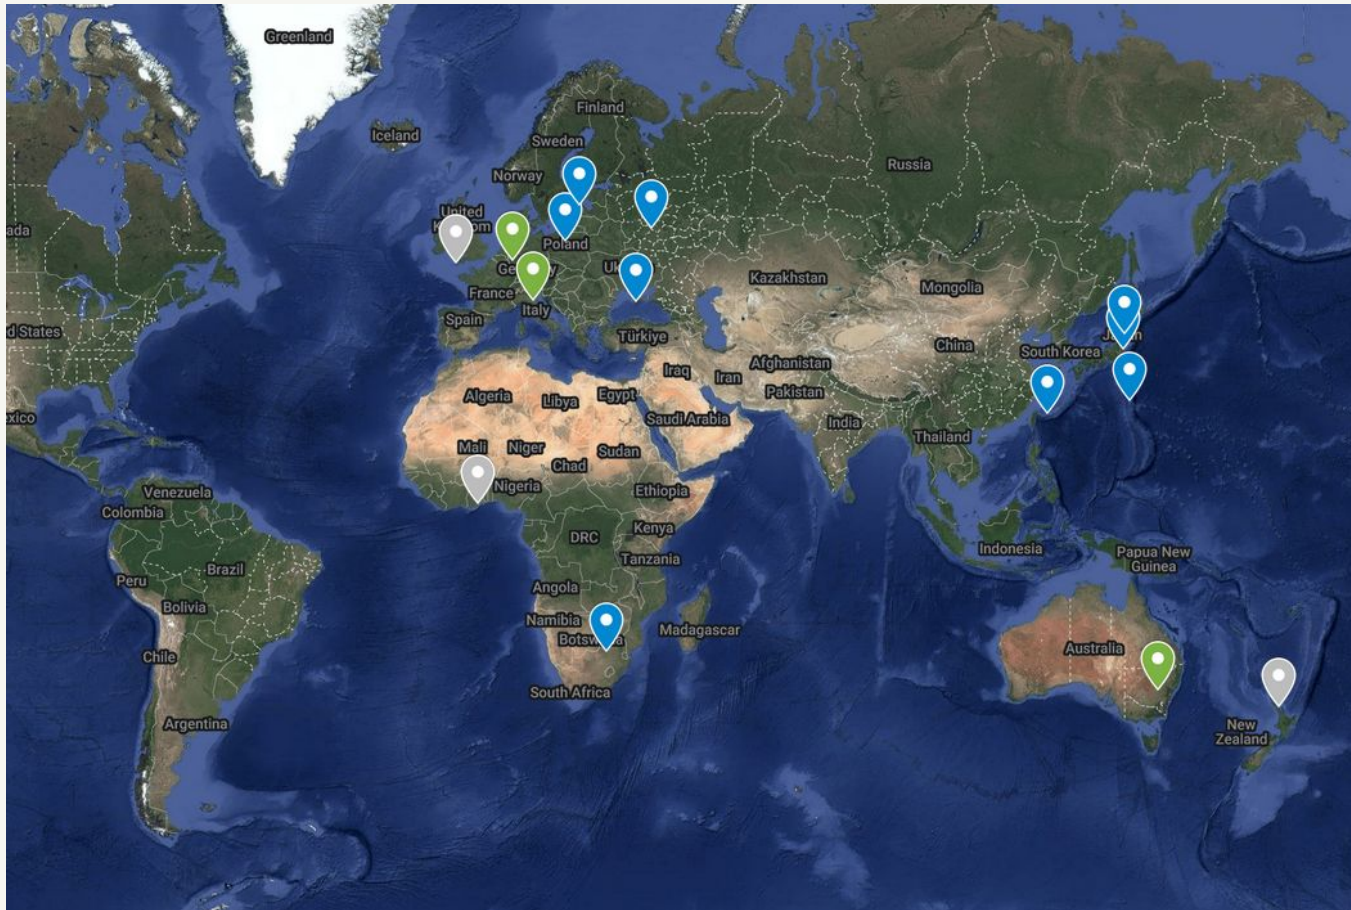 Greenland
Iceland
Finland
Sweden
Norway
Russia
United
Poland
France
Spain
Italy
Türkiye
Kazakhstan
Mongolia
ada
d States
exico
South Korea
China
Afghanistan
Iraq
Iran
Pakistan
Algeria
Libya
Egypt
Saudi Arabia
India
Thailand
Mali
Niger
Chad
Sudan
Nigeria
Ethiopia
Venezuela
Colombia
DRC
Kenya
Tanzania
Indonesia
Papua New
Guinea
Brazil
Peru
Bolivia
Angola
Namibia
Madagascar
Australia
Chile
South Africa
Argentina
New
Zealand